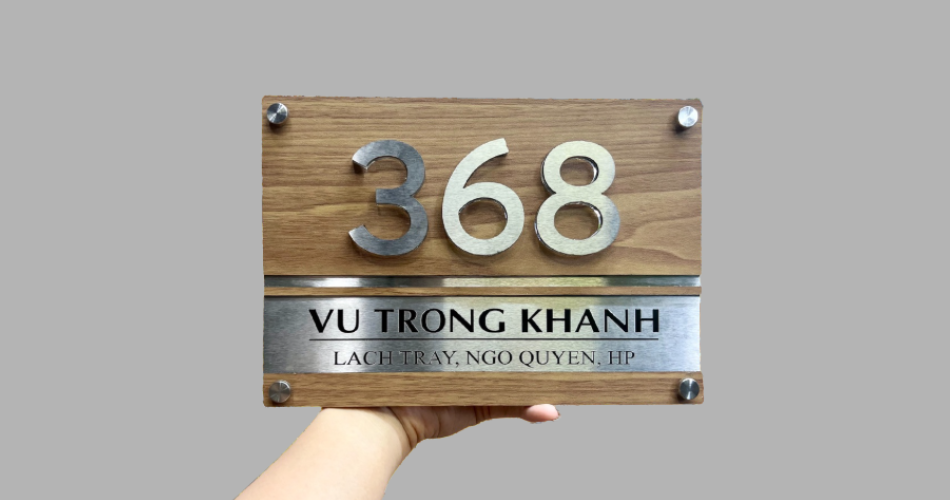 368
VU TRONG KHANH
LACH TRAY, NGO QUYEN, HP